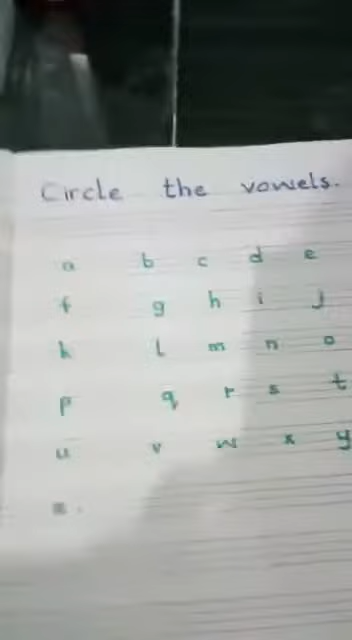 Circle the vowels.
a b c d e
f g h i j
k l m n o
p q r s t
u v w x y
z.